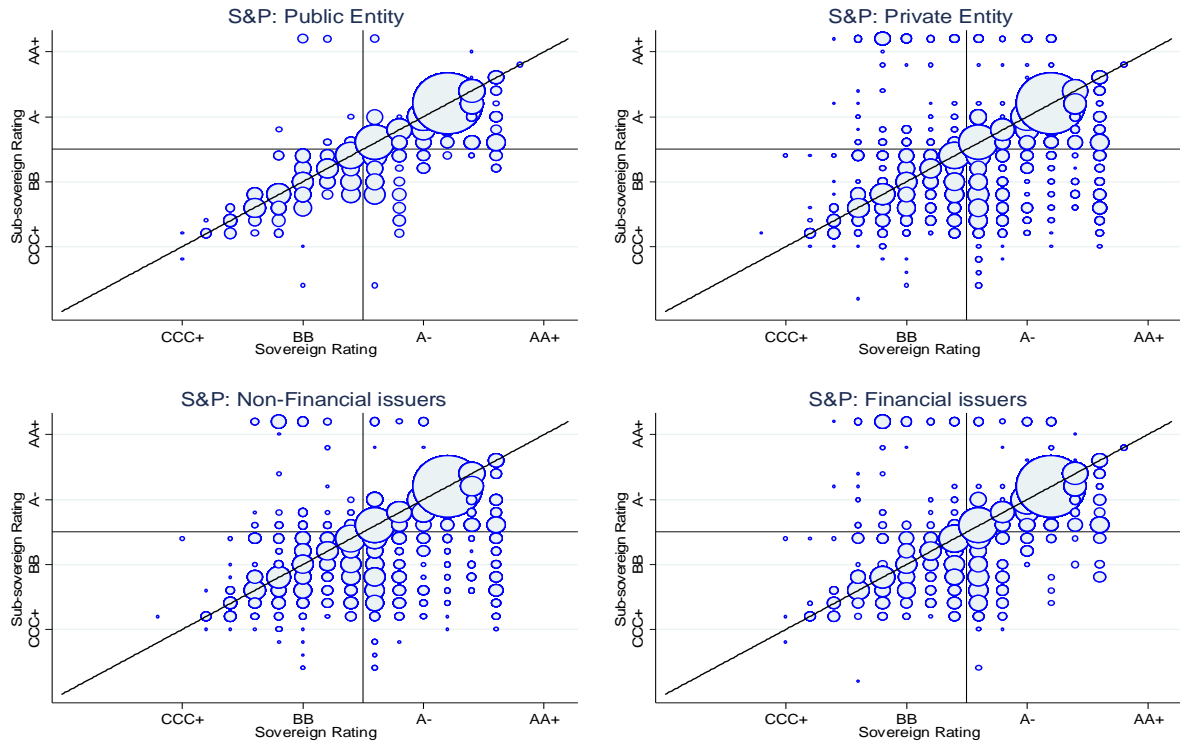 S&P: Public Entity
Sub-sovereign Rating
AA+
A-
BB
CCC+
CCC+ BB A- AA+
Sovereign Rating
S&P: Private Entity
Sub-sovereign Rating
AA+
A-
BB
CCC+
CCC+ BB A- AA+
Sovereign Rating
S&P: Non-Financial issuers
Sub-sovereign Rating
AA+
A-
BB
CCC+
CCC+ BB A- AA+
Sovereign Rating
S&P: Financial issuers
Sub-sovereign Rating
AA+
A-
BB
CCC+
CCC+ BB A- AA+
Sovereign Rating